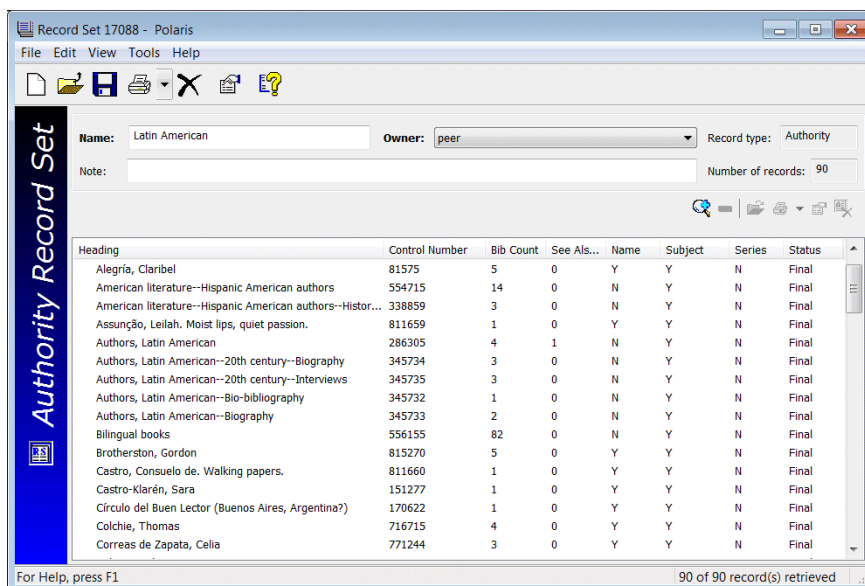 Record Set 17088 - Polaris
File Edit View Tools Help
Authority Record Set
Name: Latin American Owner: peer Record type: Authority
Note: Number of records: 90
Heading Control Number Bib Count See Als... Name Subject Series Status
Alegría, Claribel 81575 5 0 Y Y N Final
American literature--Hispanic American authors 554715 14 0 N Y N Final
American literature--Hispanic American authors--Histor... 338859 3 0 N Y N Final
Assunção, Leilah. Moist lips, quiet passion. 811659 1 0 Y Y N Final
Authors, Latin American 286305 4 1 N Y N Final
Authors, Latin American--20th century--Biography 345734 3 0 N Y N Final
Authors, Latin American--20th century--Interviews 345735 3 0 N Y N Final
Authors, Latin American--Bio-bibliography 345732 1 0 N Y N Final
Authors, Latin American--Biography 345733 2 0 N Y N Final
Bilingual books 556155 82 0 N Y N Final
Brotherston, Gordon 815270 5 0 Y Y N Final
Castro, Consuelo de. Walking papers. 811660 1 0 Y Y N Final
Castro-Klarén, Sara 151277 1 0 Y Y N Final
Círculo del Buen Lector (Buenos Aires, Argentina?) 170622 1 0 Y Y N Final
Colchie, Thomas 716715 4 0 Y Y N Final
Correas de Zapata, Celia 771244 3 0 Y Y N Final
For Help, press F1 90 of 90 record(s) retrieved